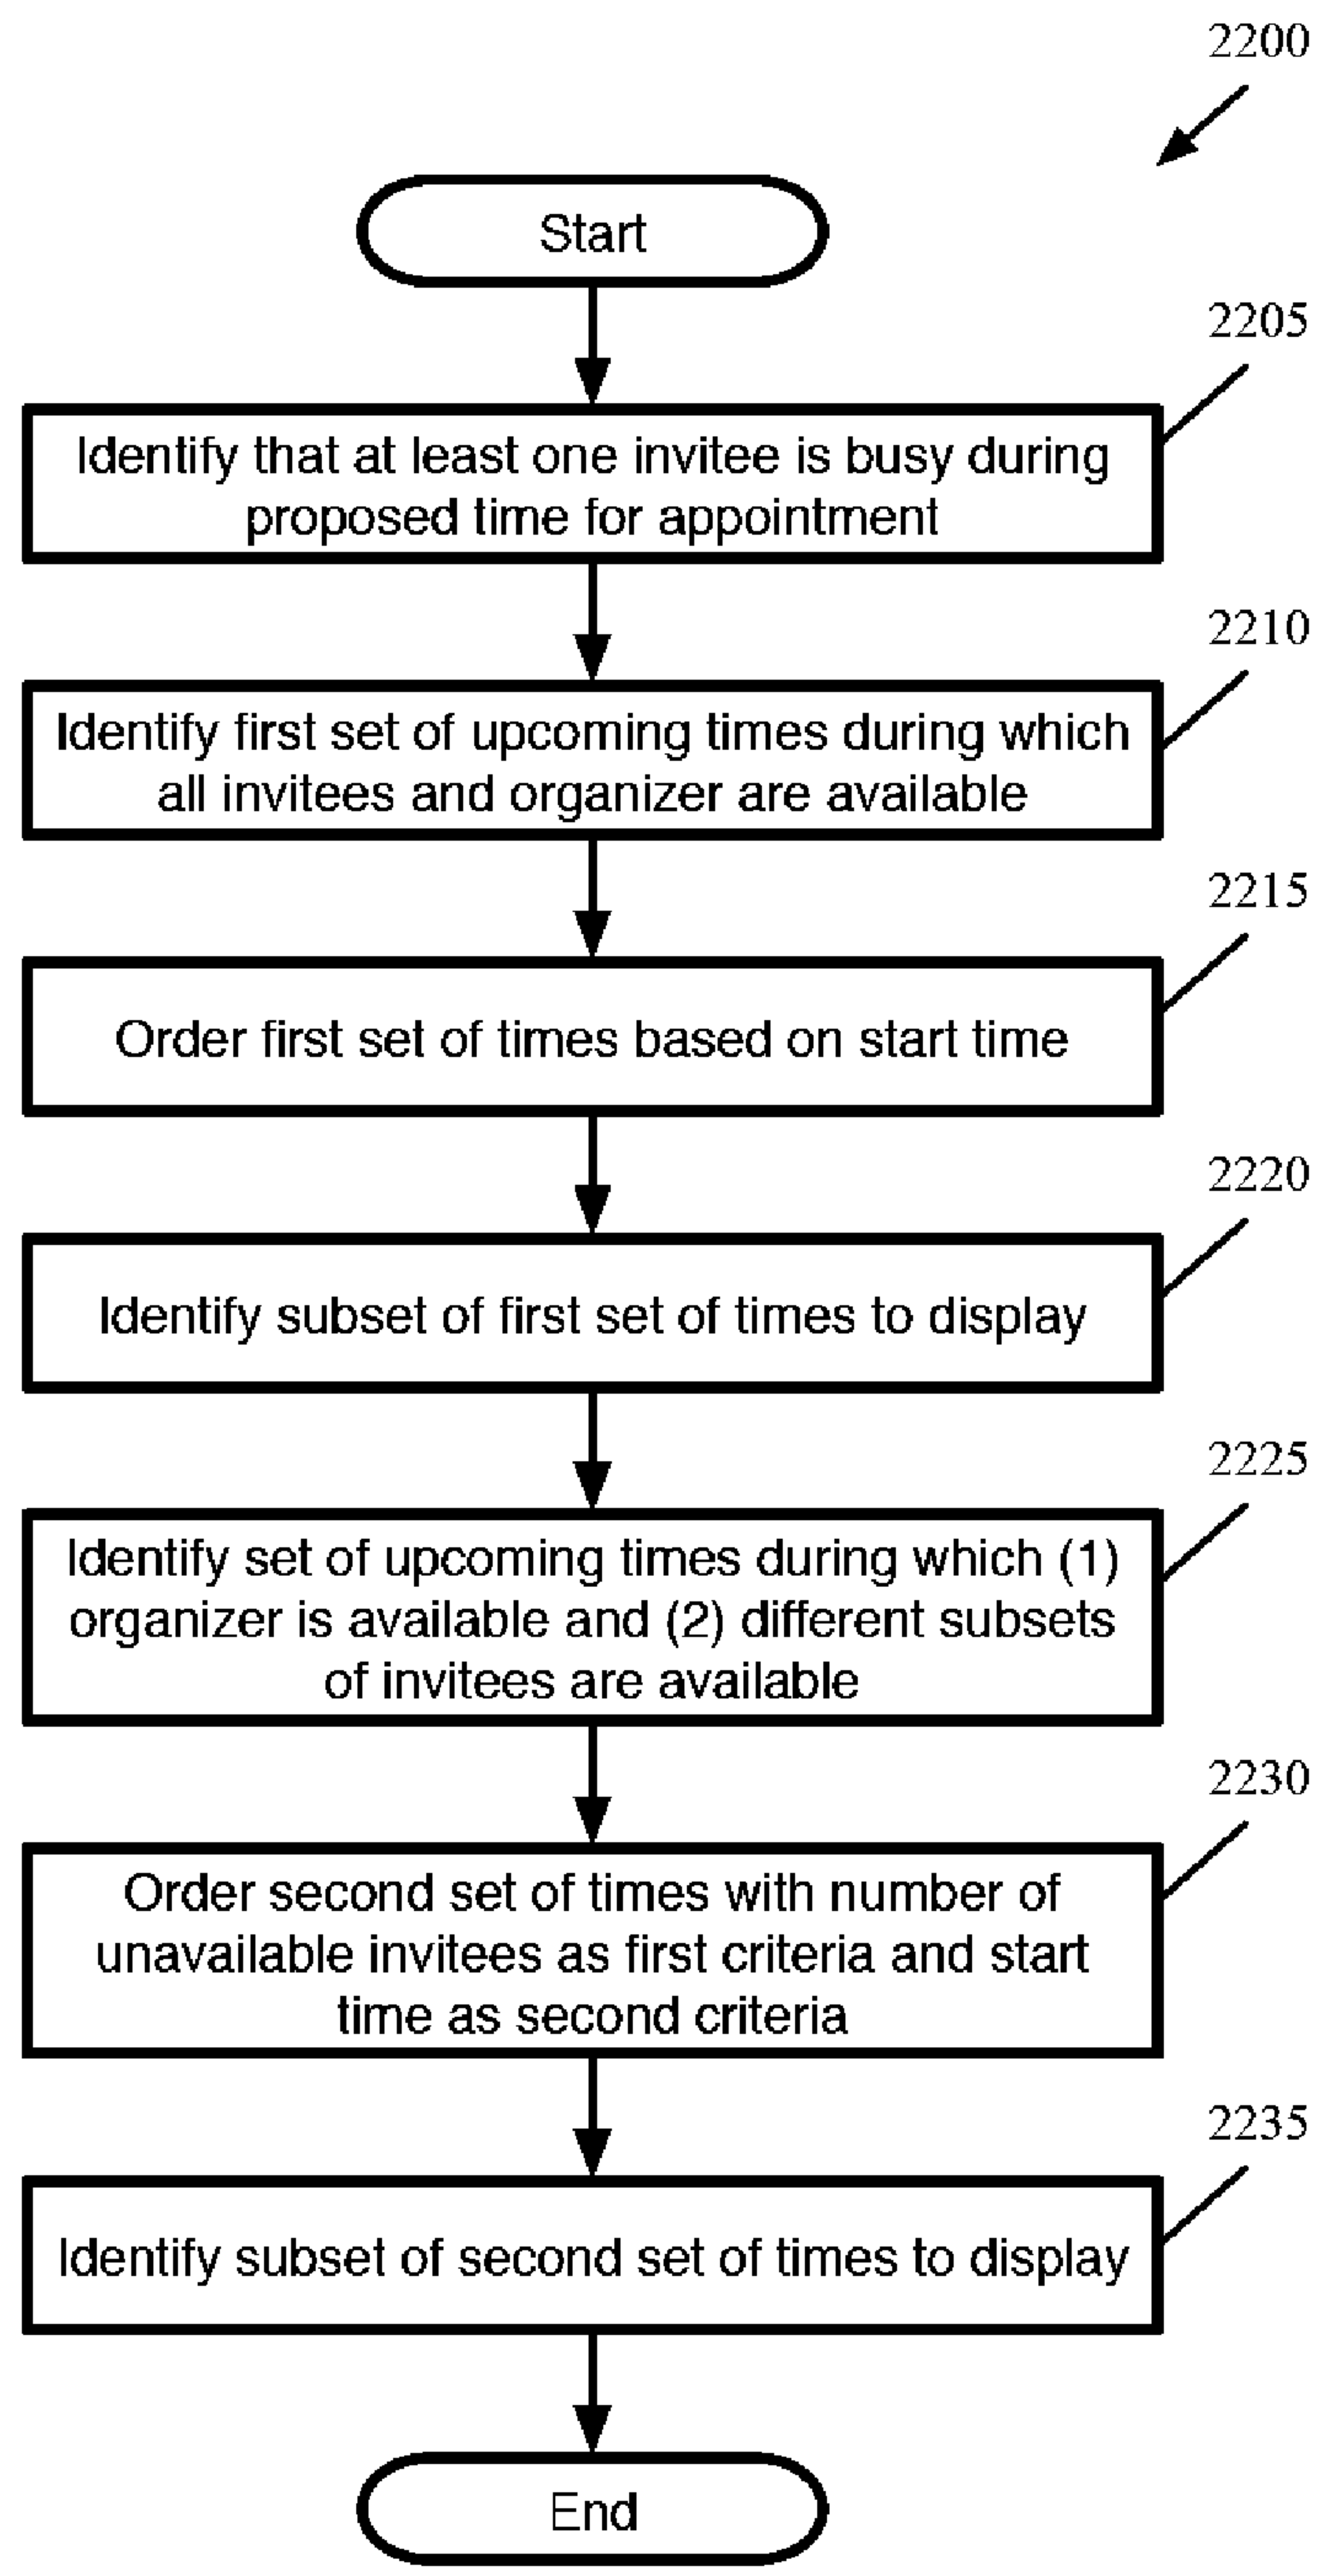 2200
Start
2205
Identify that at least one invitee is busy during
proposed time for appointment
2210
Identify first set of upcoming times during which
all invitees and organizer are available
2215
Order first set of times based on start time
2220
Identify subset of first set of times to display
2225
Identify set of upcoming times during which (1)
organizer is available and (2) different subsets
of invitees are available
2230
Order second set of times with number of
unavailable invitees as first criteria and start
time as second criteria
2235
Identify subset of second set of times to display
End